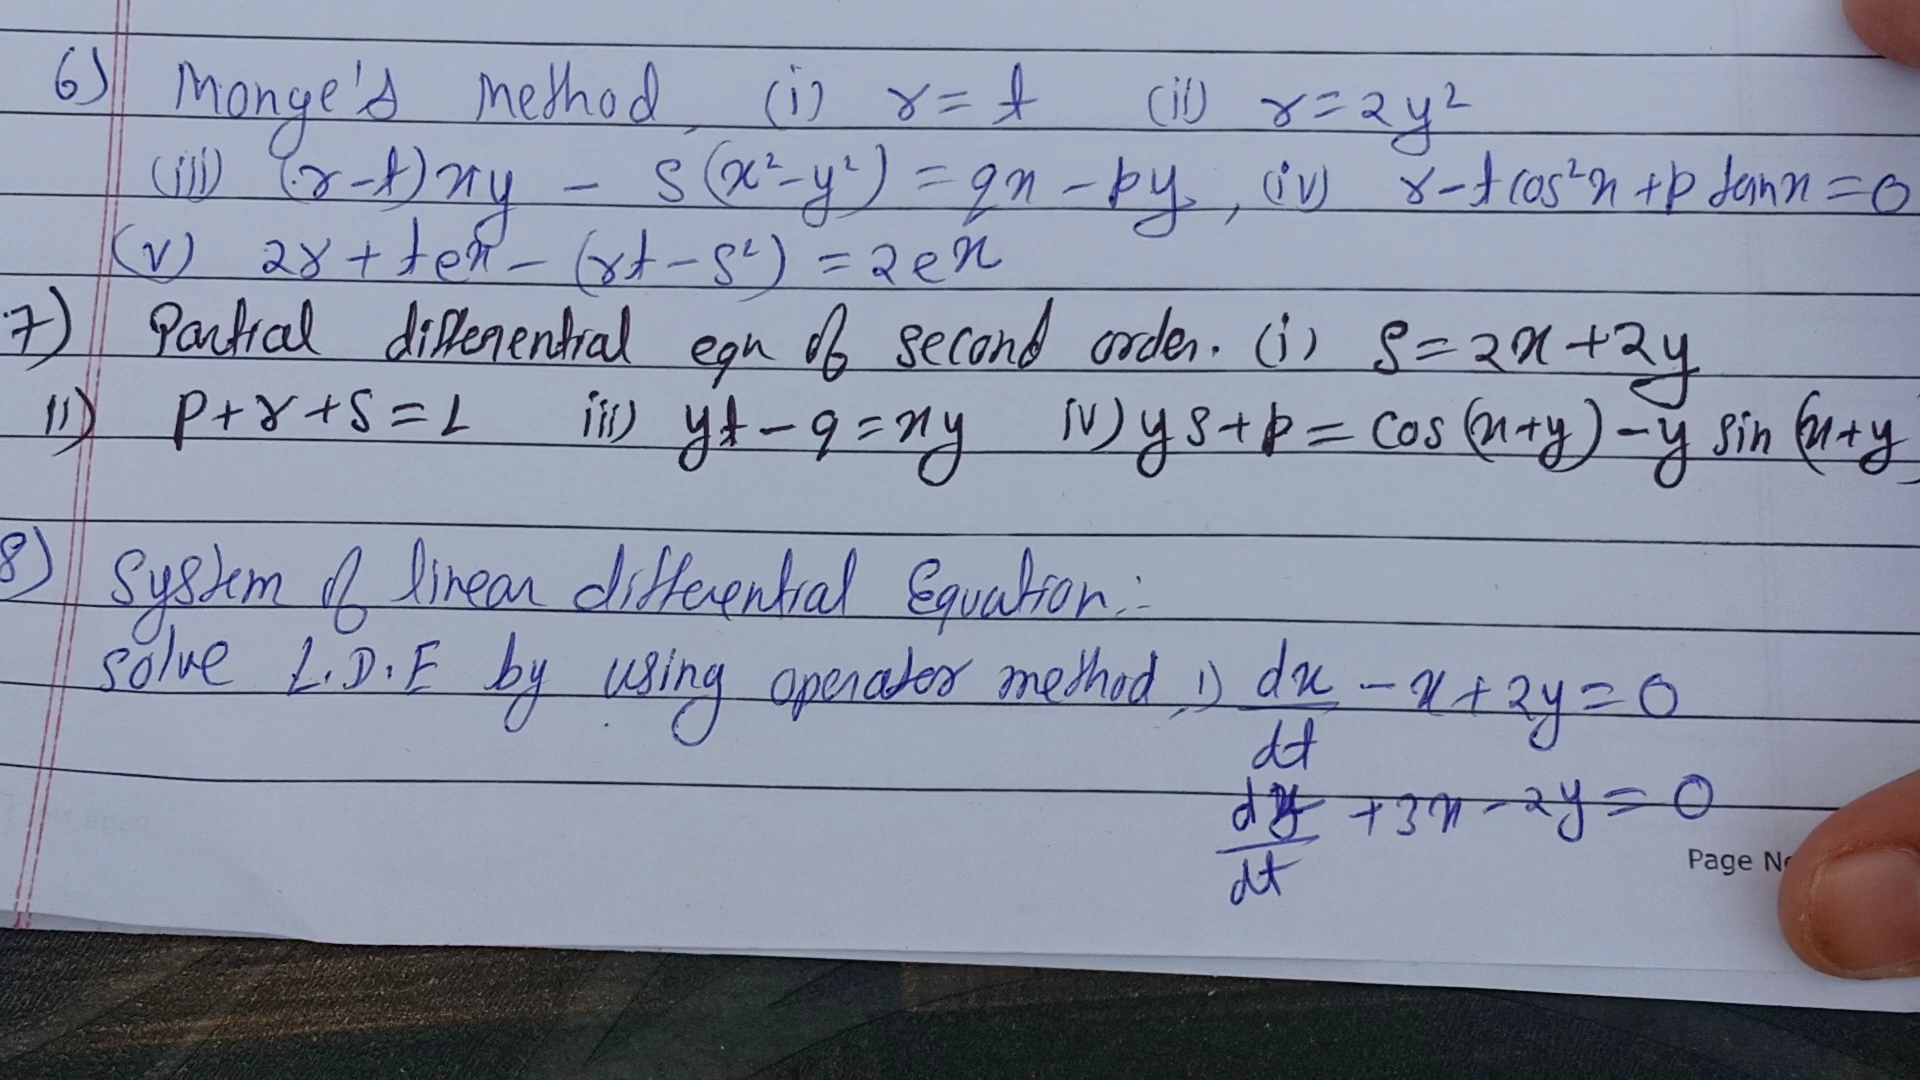 6) Monge's method, (i) r = t (ii) r = 2y²
(iii) (r-t)xy - s(x²-y²) = qx - py, (iv) r-t cos²x + p tanx = 0
(v) 2r + teˣ - (rt-s²) = 2eˣ
7) Partial differential eqn of second order. (i) s = 2x + 2y
ii) p+r+s = 1 iii) yt - q = xy iv) ys + p = cos(x+y) - y sin(x+y)
8) System of linear differential Equation:-
solve L.D.E by using operator method, 1) dx/dt - x + 2y = 0
dy/dt + 3x - 2y = 0
Page No